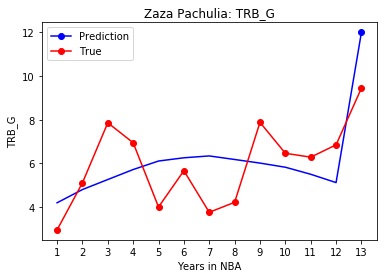 Zaza Pachulia: TRB_G
Prediction
True
TRB_G
12
10
8
6
4
1 2 3 4 5 6 7 8 9 10 11 12 13
Years in NBA